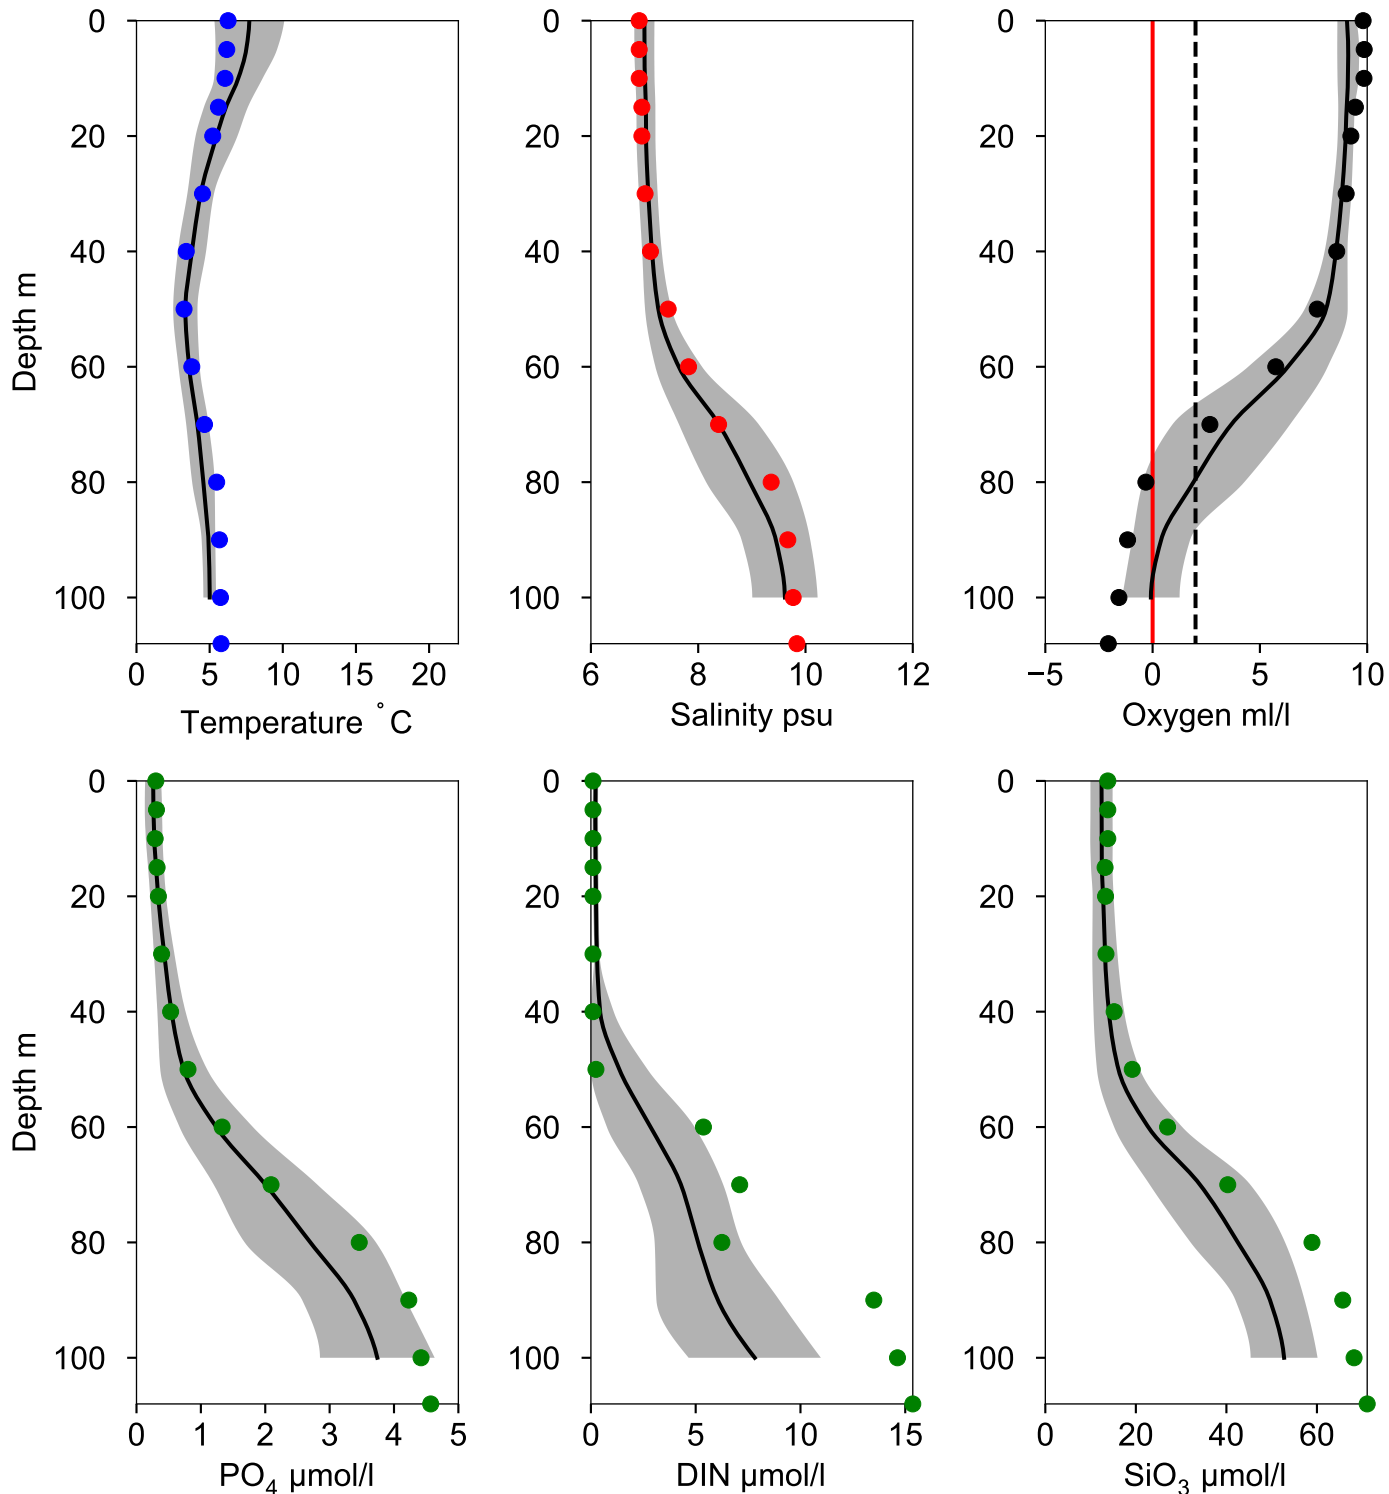 0
20
40
60
80
100
Depth m
0 5 10 15 20
Temperature °C
0
20
40
60
80
100
6 8 10 12
Salinity psu
0
20
40
60
80
100
−5 0 5 10
Oxygen ml/l
0
20
40
60
80
100
Depth m
0 1 2 3 4 5
PO₄ µmol/l
0
20
40
60
80
100
0 5 10 15
DIN µmol/l
0
20
40
60
80
100
0 20 40 60
SiO₃ µmol/l